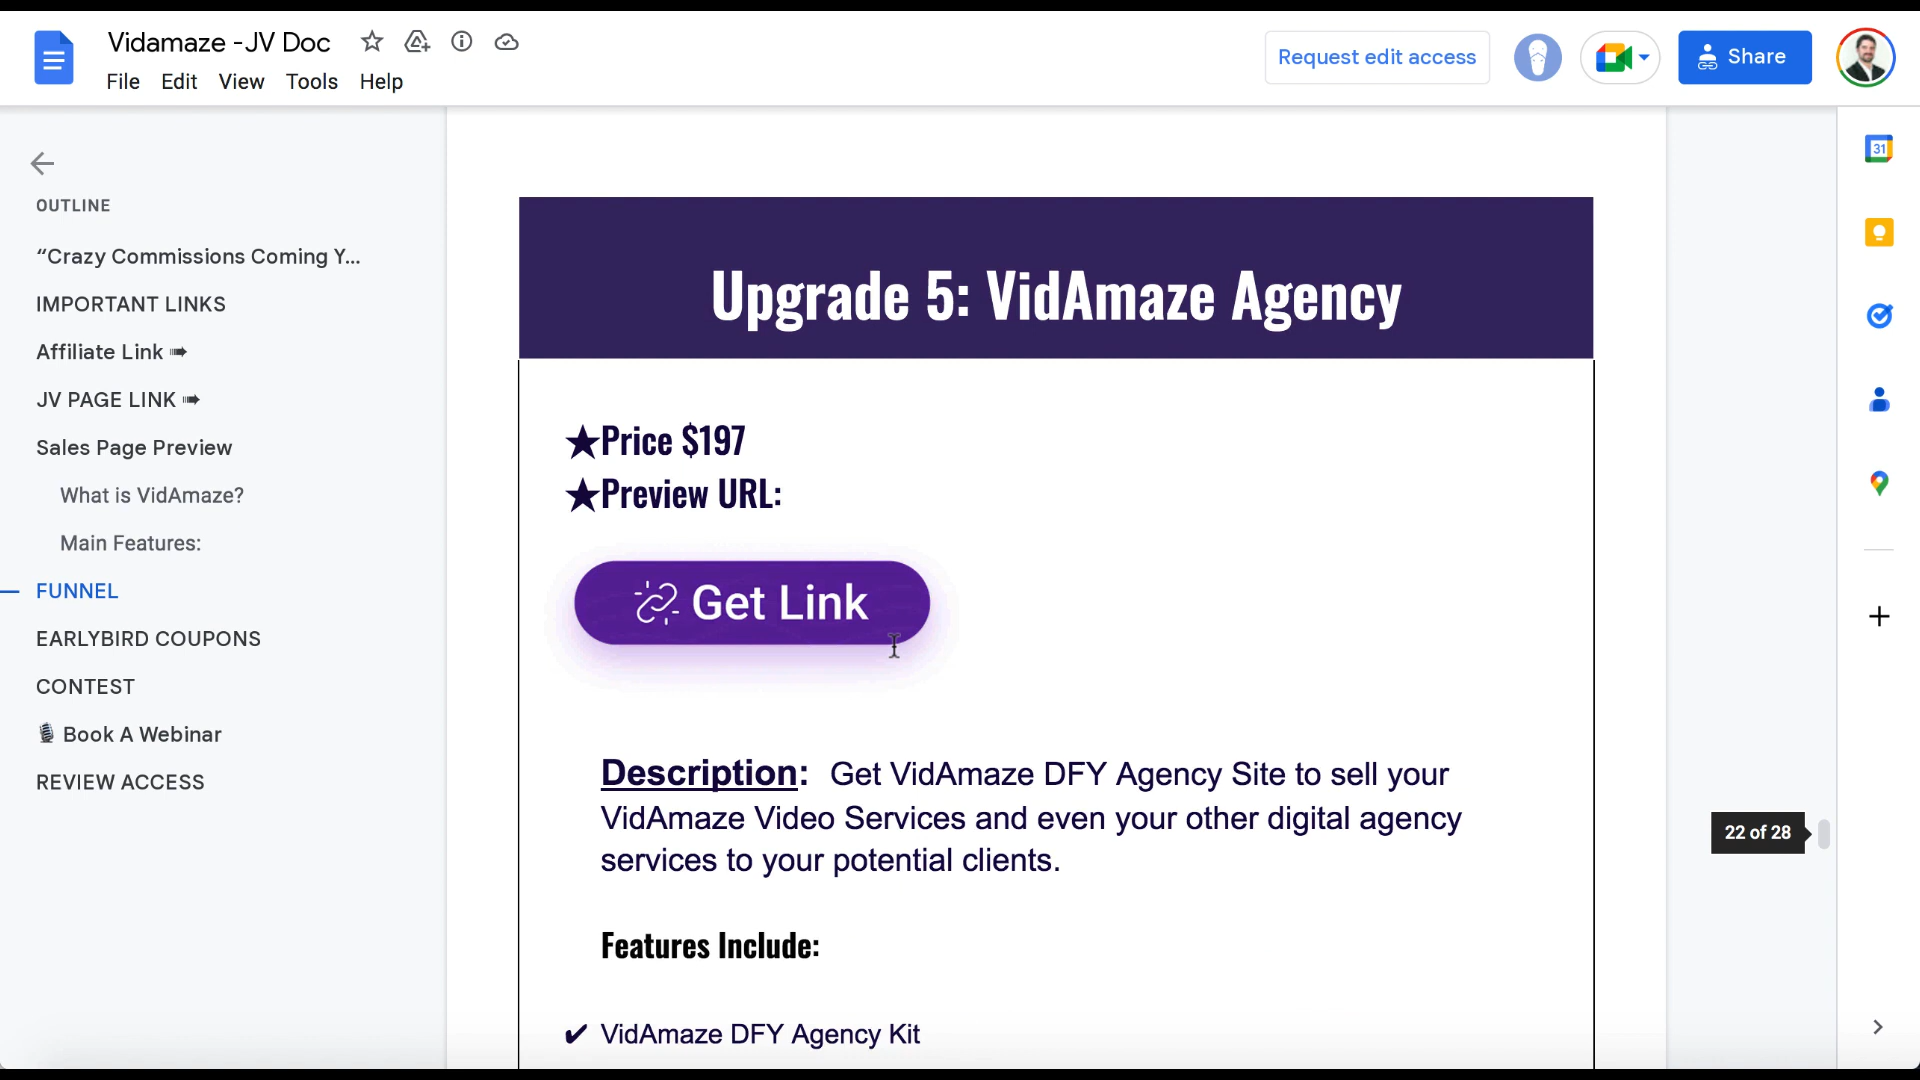 Vidamaze -JV Doc
File Edit View Tools Help
Request edit access
Share
OUTLINE
“Crazy Commissions Coming Y...
IMPORTANT LINKS
Affiliate Link ➠
JV PAGE LINK ➠
Sales Page Preview
What is VidAmaze?
Main Features:
FUNNEL
EARLYBIRD COUPONS
CONTEST
🎙 Book A Webinar
REVIEW ACCESS
Upgrade 5: VidAmaze Agency
★Price $197
★Preview URL:
Get Link
Description: Get VidAmaze DFY Agency Site to sell your
VidAmaze Video Services and even your other digital agency
services to your potential clients.
Features Include:
✔ VidAmaze DFY Agency Kit
22 of 28
31